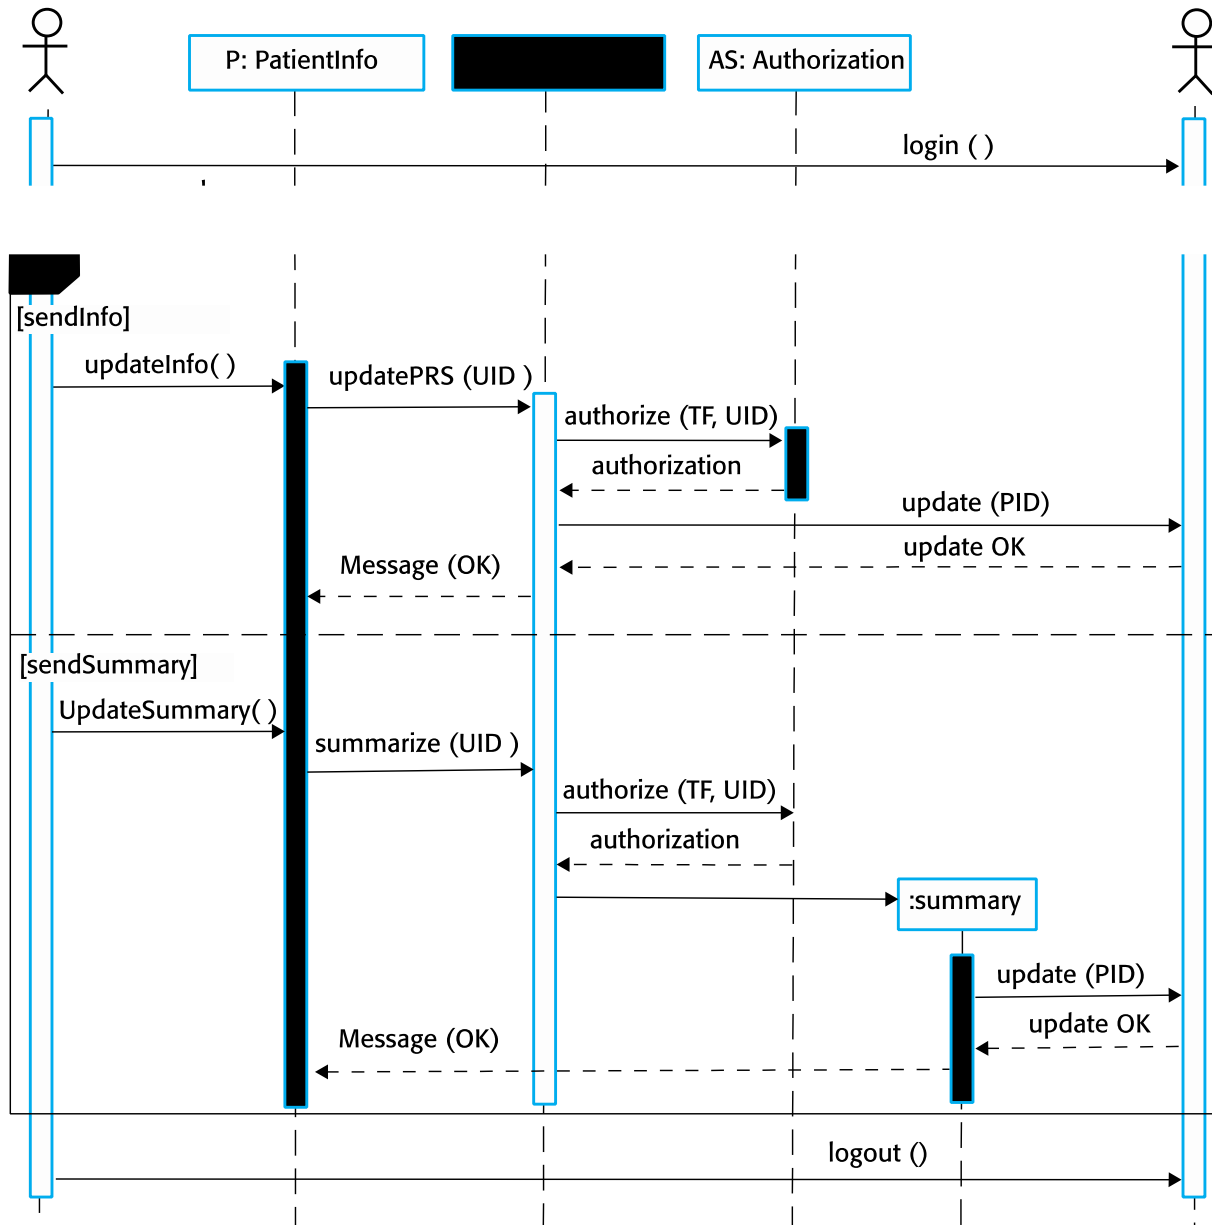 P: PatientInfo
AS: Authorization
login ( )
[sendInfo]
updateInfo( )
updatePRS (UID )
authorize (TF, UID)
authorization
update (PID)
update OK
Message (OK)
[sendSummary]
UpdateSummary( )
summarize (UID )
authorize (TF, UID)
authorization
:summary
update (PID)
update OK
Message (OK)
logout ()